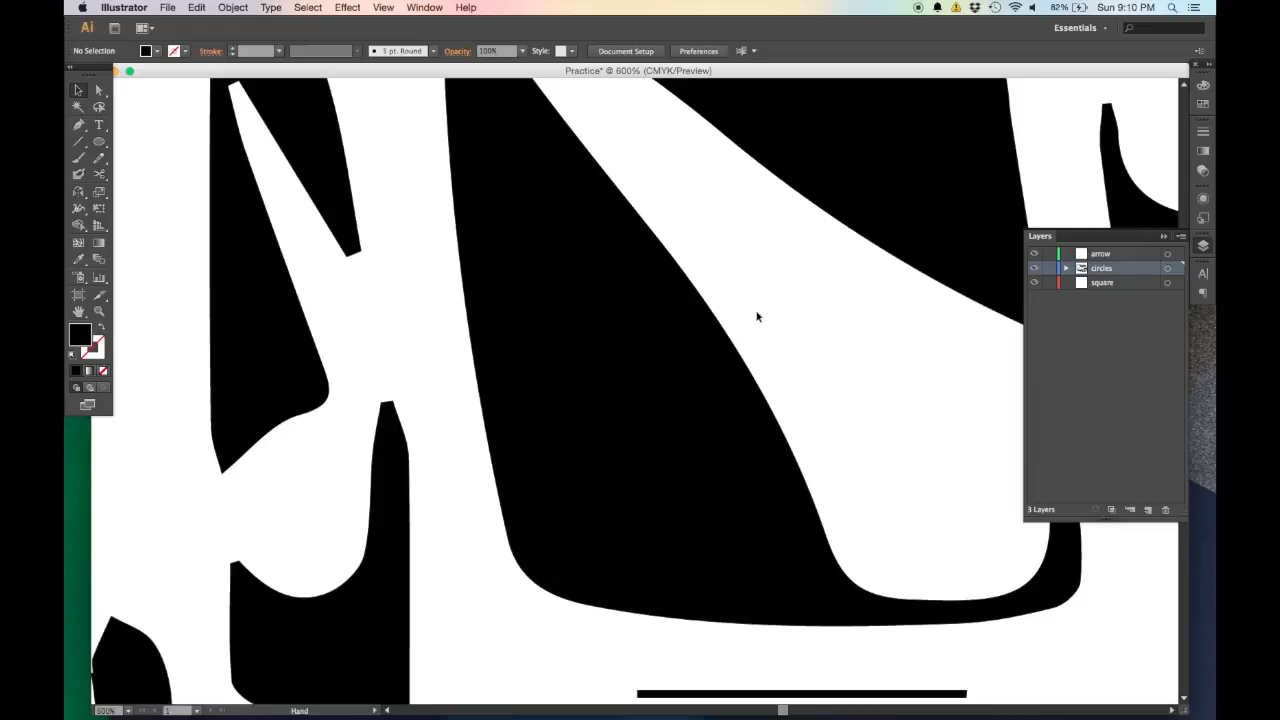 Illustrator File Edit Object Type Select Effect View Window Help 82% Sun 9:10 PM
Ai Essentials
No Selection Stroke: 5 pt. Round Opacity: 100% Style: Document Setup Preferences
Practice* @ 600% (CMYK/Preview)
Layers
arrow
circles
square
3 Layers
600% 1 Hand